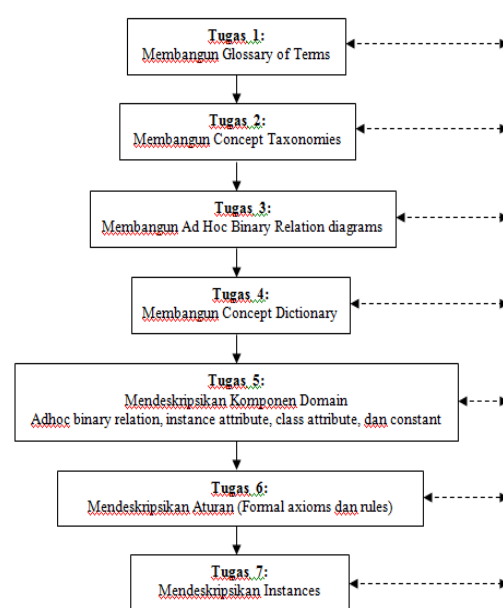 Tugas 1:
Membangun Glossary of Terms
Tugas 2:
Membangun Concept Taxonomies
Tugas 3:
Membangun Ad Hoc Binary Relation diagrams
Tugas 4:
Membangun Concept Dictionary
Tugas 5:
Mendeskripsikan Komponen Domain
Adhoc binary relation, instance attribute, class attribute, dan constant
Tugas 6:
Mendeskripsikan Aturan (Formal axioms dan rules)
Tugas 7:
Mendeskripsikan Instances